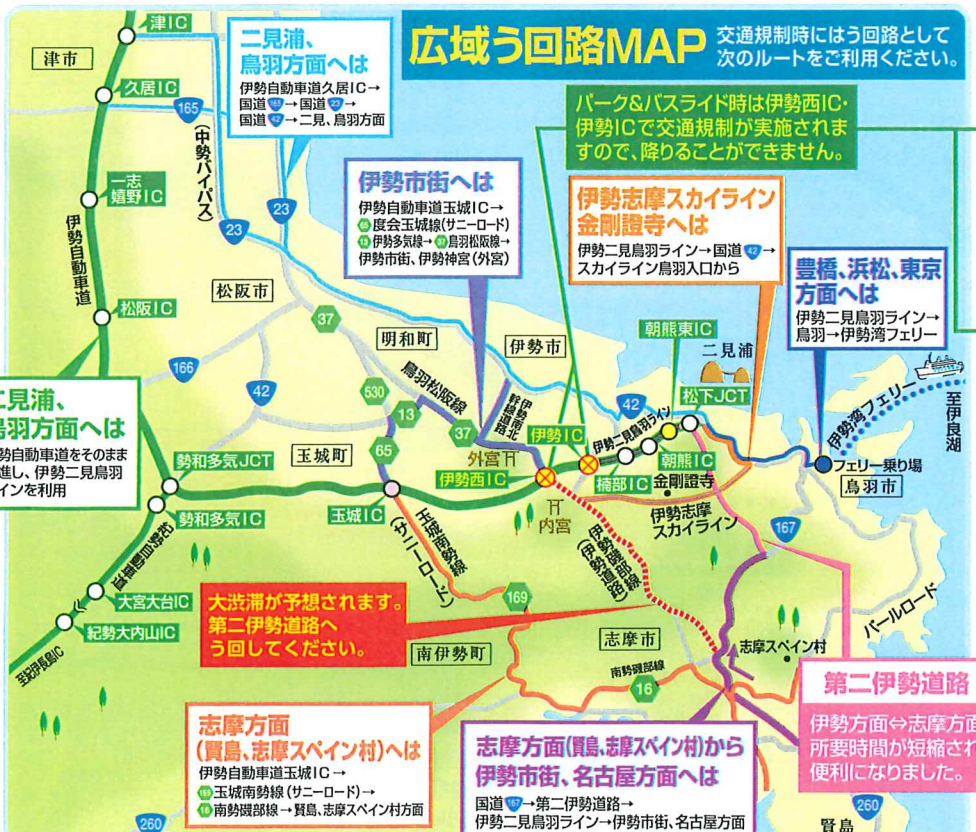 広域う回路MAP
交通規制時にはう回路として
次のルートをご利用ください。
津IC
津市
久居IC
165
(中勢バイパス)
一志
嬉野IC
伊勢自動車道
23
23
松阪IC
松阪市
二見浦、
鳥羽方面へは
伊勢自動車道久居IC→
国道165→国道23→
国道42→二見、鳥羽方面
パーク&バスライド時は伊勢西IC・
伊勢ICで交通規制が実施されま
すので、降りることができません。
伊勢市街へは
伊勢自動車道玉城IC→
65度会玉城線(サニーロード)
13伊勢多気線→37鳥羽松阪線→
伊勢市街、伊勢神宮(外宮)
伊勢志摩スカイライン
金剛證寺へは
伊勢二見鳥羽ライン→国道42→
スカイライン鳥羽入口から
豊橋、浜松、東京
方面へは
伊勢二見鳥羽ライン→
鳥羽→伊勢湾フェリー
37
明和町
伊勢市
朝熊東IC
二見浦
松下JCT
166
42
530
13
鳥羽松阪線
37
伊勢南北
幹線道路
42
伊勢二見鳥羽ライン
伊勢湾フェリー
至伊良湖
見浦、
羽方面へは
勢自動車道をそのまま
進し、伊勢二見鳥羽
インを利用
勢和多気JCT
玉城町
65
外宮
伊勢IC
伊勢西IC
楠部IC
朝熊IC
金剛證寺
フェリー乗り場
鳥羽市
勢和多気IC
玉城IC
内宮
伊勢志摩
スカイライン
167
玉城南勢線
(サニーロード)
伊勢磯部線
(伊勢道路)
紀勢自動車道
大宮大台IC
紀勢大内山IC
至紀伊長島IC
大渋滞が予想されます。
第二伊勢道路へ
う回してください。
169
南伊勢町
志摩市
志摩スペイン村
パールロード
南勢磯部線
16
第二伊勢道路
伊勢方面⇔志摩方面
所要時間が短縮され
便利になりました。
志摩方面
(賢島、志摩スペイン村)へは
伊勢自動車道玉城IC→
169玉城南勢線(サニーロード)→
16南勢磯部線→賢島、志摩スペイン村方面
志摩方面(賢島、志摩スペイン村)から
伊勢市街、名古屋方面へは
国道167→第二伊勢道路→
伊勢二見鳥羽ライン→伊勢市街、名古屋方面
260
260
賢島